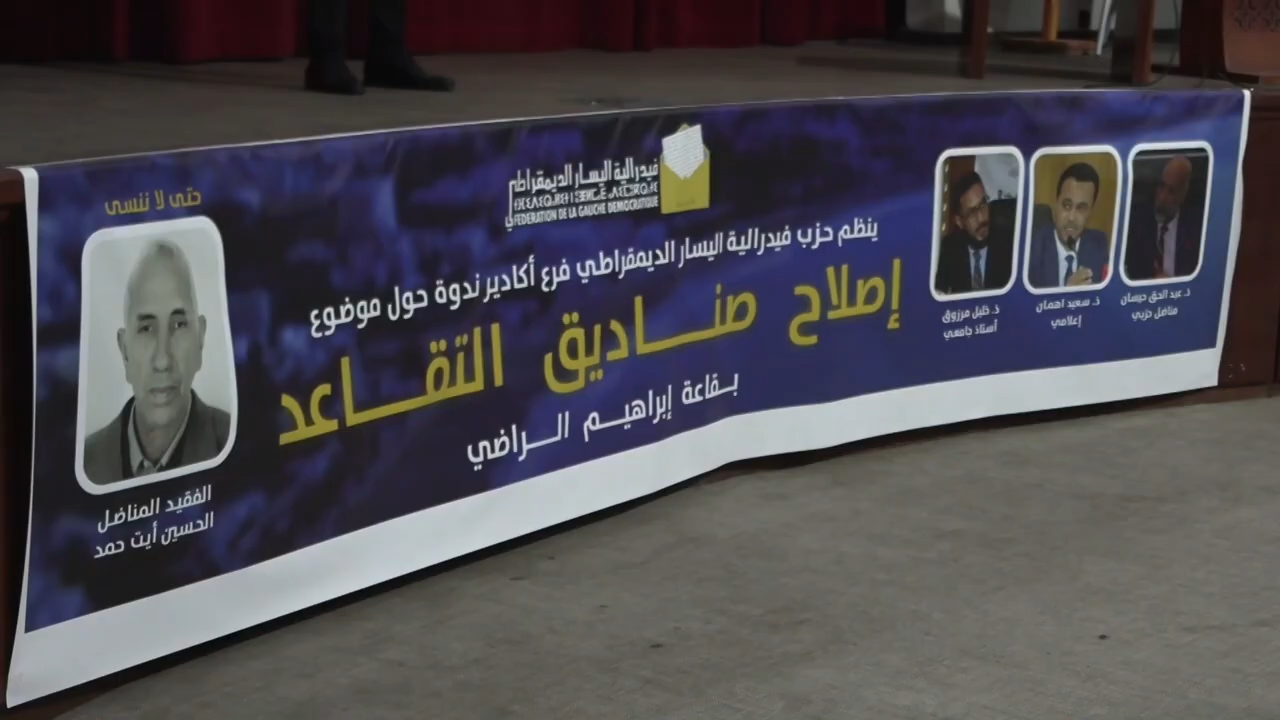 حتى لا ننسى
الفقيد المناضل
الحسين أيت حمد
فيدرالية اليسار الديمقراطي
FEDERATION DE LA GAUCHE DEMOCRATIQUE
ينظم حزب فيدرالية اليسار الديمقراطي فرع أكادير ندوة حول موضوع
إصلاح صناديق التقاعد
بقاعة إبراهيم الراضي
ذ. خليل مرزوق
أستاذ جامعي
ذ. سعيد اهمان
إعلامي
ذ. عبد الحق حيسان
مناضل حزبي